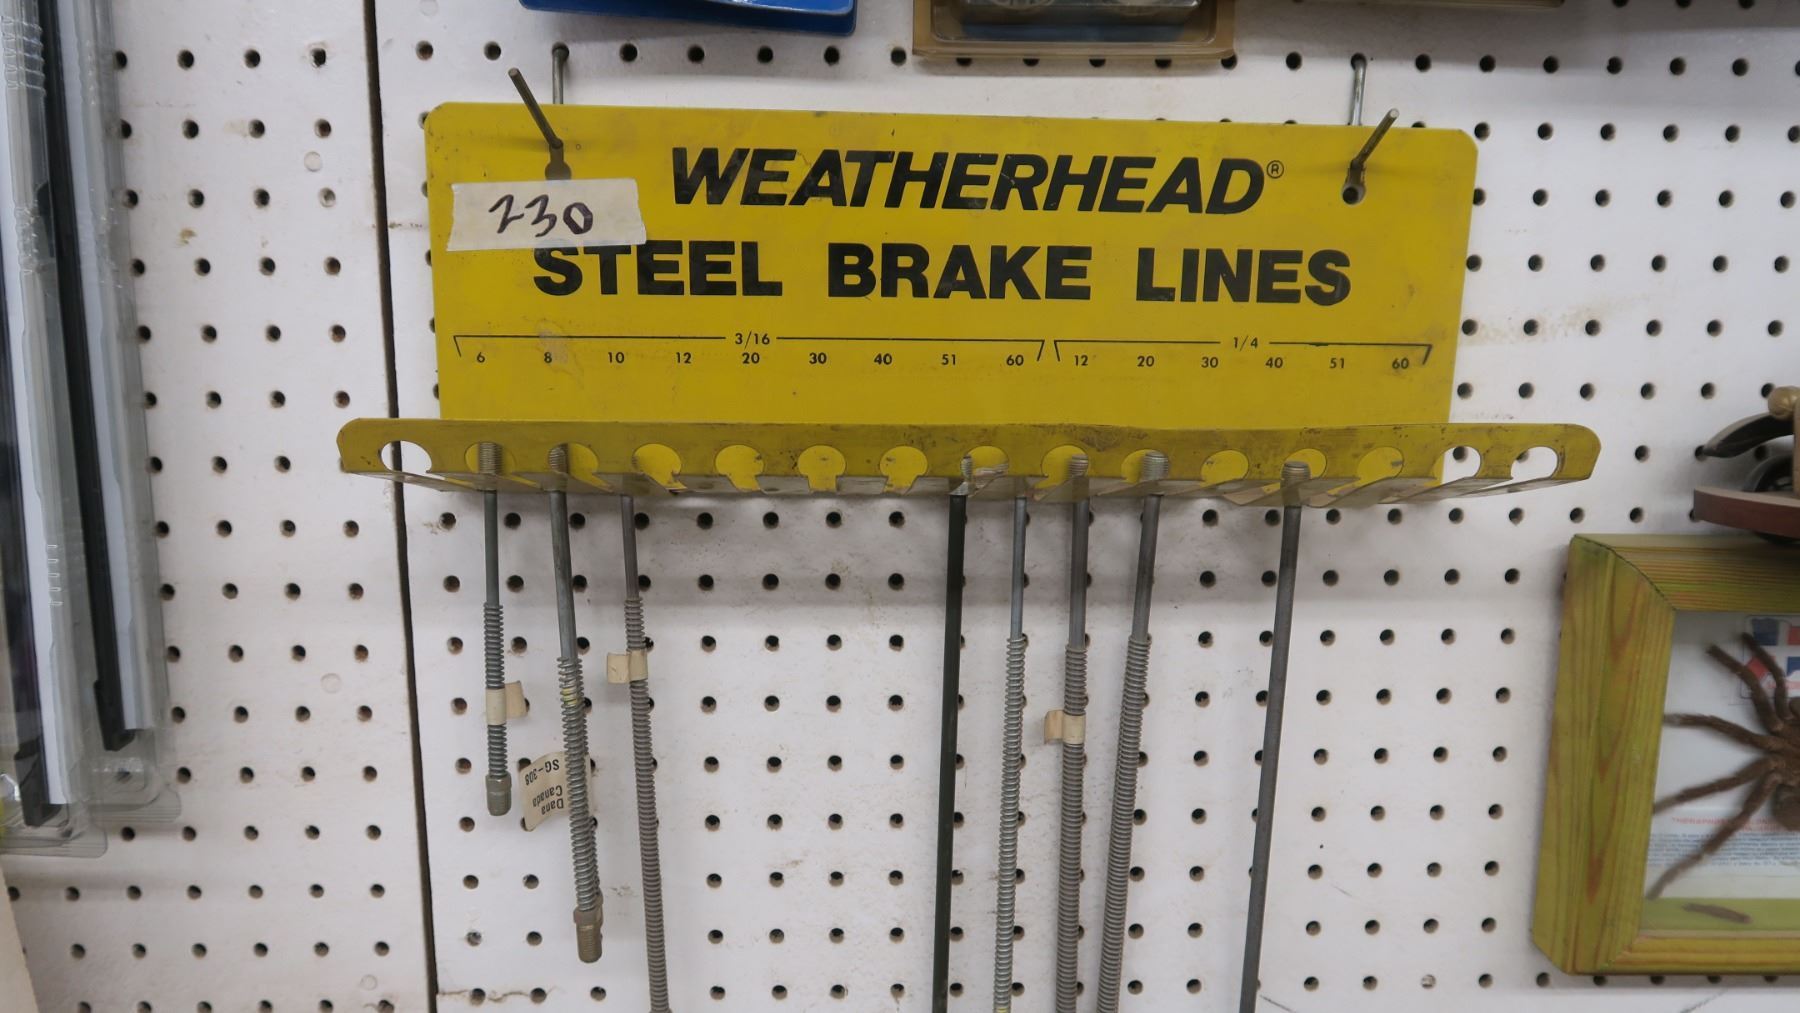 WEATHERHEAD®
230
STEEL BRAKE LINES
3/16 1/4
6 8 10 12 20 30 40 51 60 12 20 30 40 51 60
Dana
Canada
SG-308